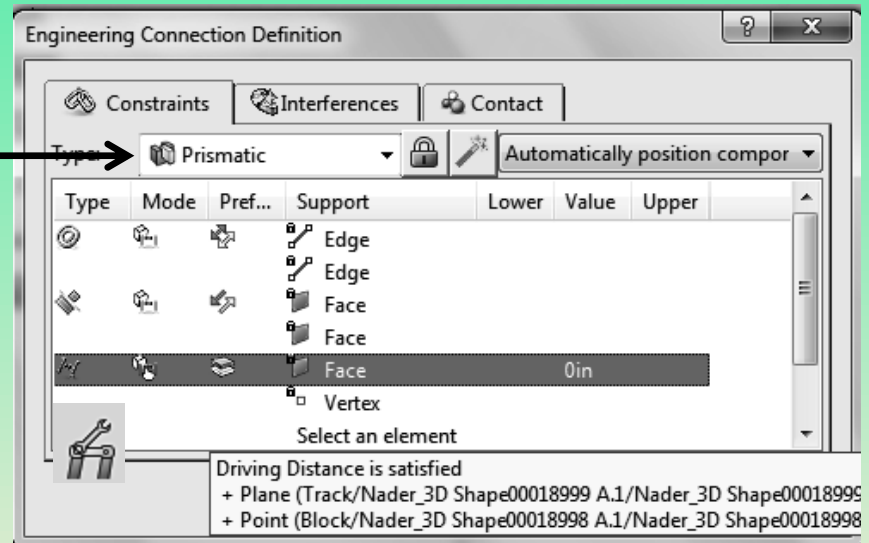 Engineering Connection Definition
? X
Constraints Interferences Contact
Type: Prismatic Automatically position compor
Type Mode Pref... Support Lower Value Upper
Edge
Edge
Face
Face
Face 0in
Vertex
Select an element
Driving Distance is satisfied
+ Plane (Track/Nader_3D Shape00018999 A.1/Nader_3D Shape00018999
+ Point (Block/Nader_3D Shape00018998 A.1/Nader_3D Shape00018998